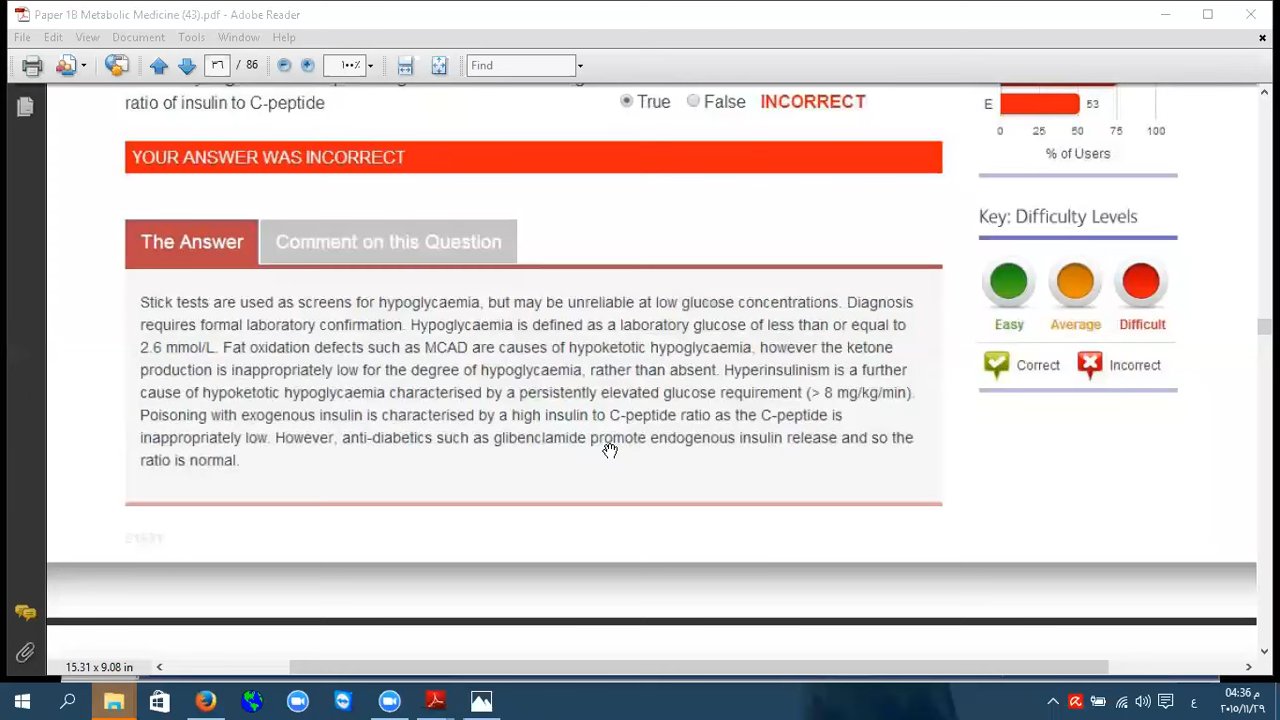 Paper 1B Metabolic Medicine (43).pdf - Adobe Reader
File Edit View Document Tools Window Help
٣٦ / 86 ١٠٠% Find
ratio of insulin to C-peptide
True False INCORRECT
E 53
0 25 50 75 100
% of Users
YOUR ANSWER WAS INCORRECT
The Answer Comment on this Question
Stick tests are used as screens for hypoglycaemia, but may be unreliable at low glucose concentrations. Diagnosis
requires formal laboratory confirmation. Hypoglycaemia is defined as a laboratory glucose of less than or equal to
2.6 mmol/L. Fat oxidation defects such as MCAD are causes of hypoketotic hypoglycaemia, however the ketone
production is inappropriately low for the degree of hypoglycaemia, rather than absent. Hyperinsulinism is a further
cause of hypoketotic hypoglycaemia characterised by a persistently elevated glucose requirement (> 8 mg/kg/min).
Poisoning with exogenous insulin is characterised by a high insulin to C-peptide ratio as the C-peptide is
inappropriately low. However, anti-diabetics such as glibenclamide promote endogenous insulin release and so the
ratio is normal.
Key: Difficulty Levels
Easy Average Difficult
Correct Incorrect
15.31 x 9.08 in
ع
04:36 م
٢٠١٥/١١/٢٩